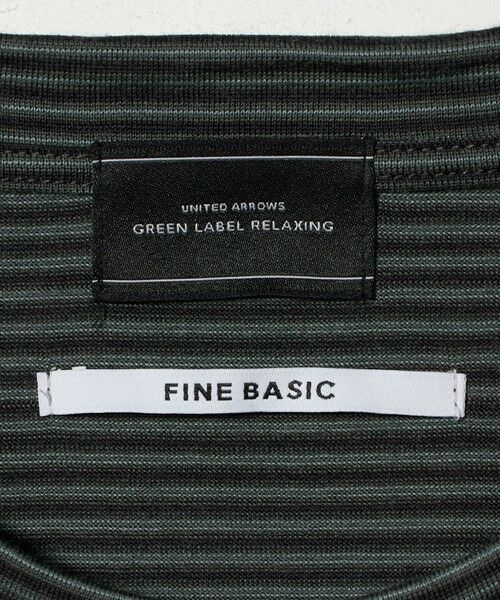 UNITED ARROWS
GREEN LABEL RELAXING
FINE BASIC